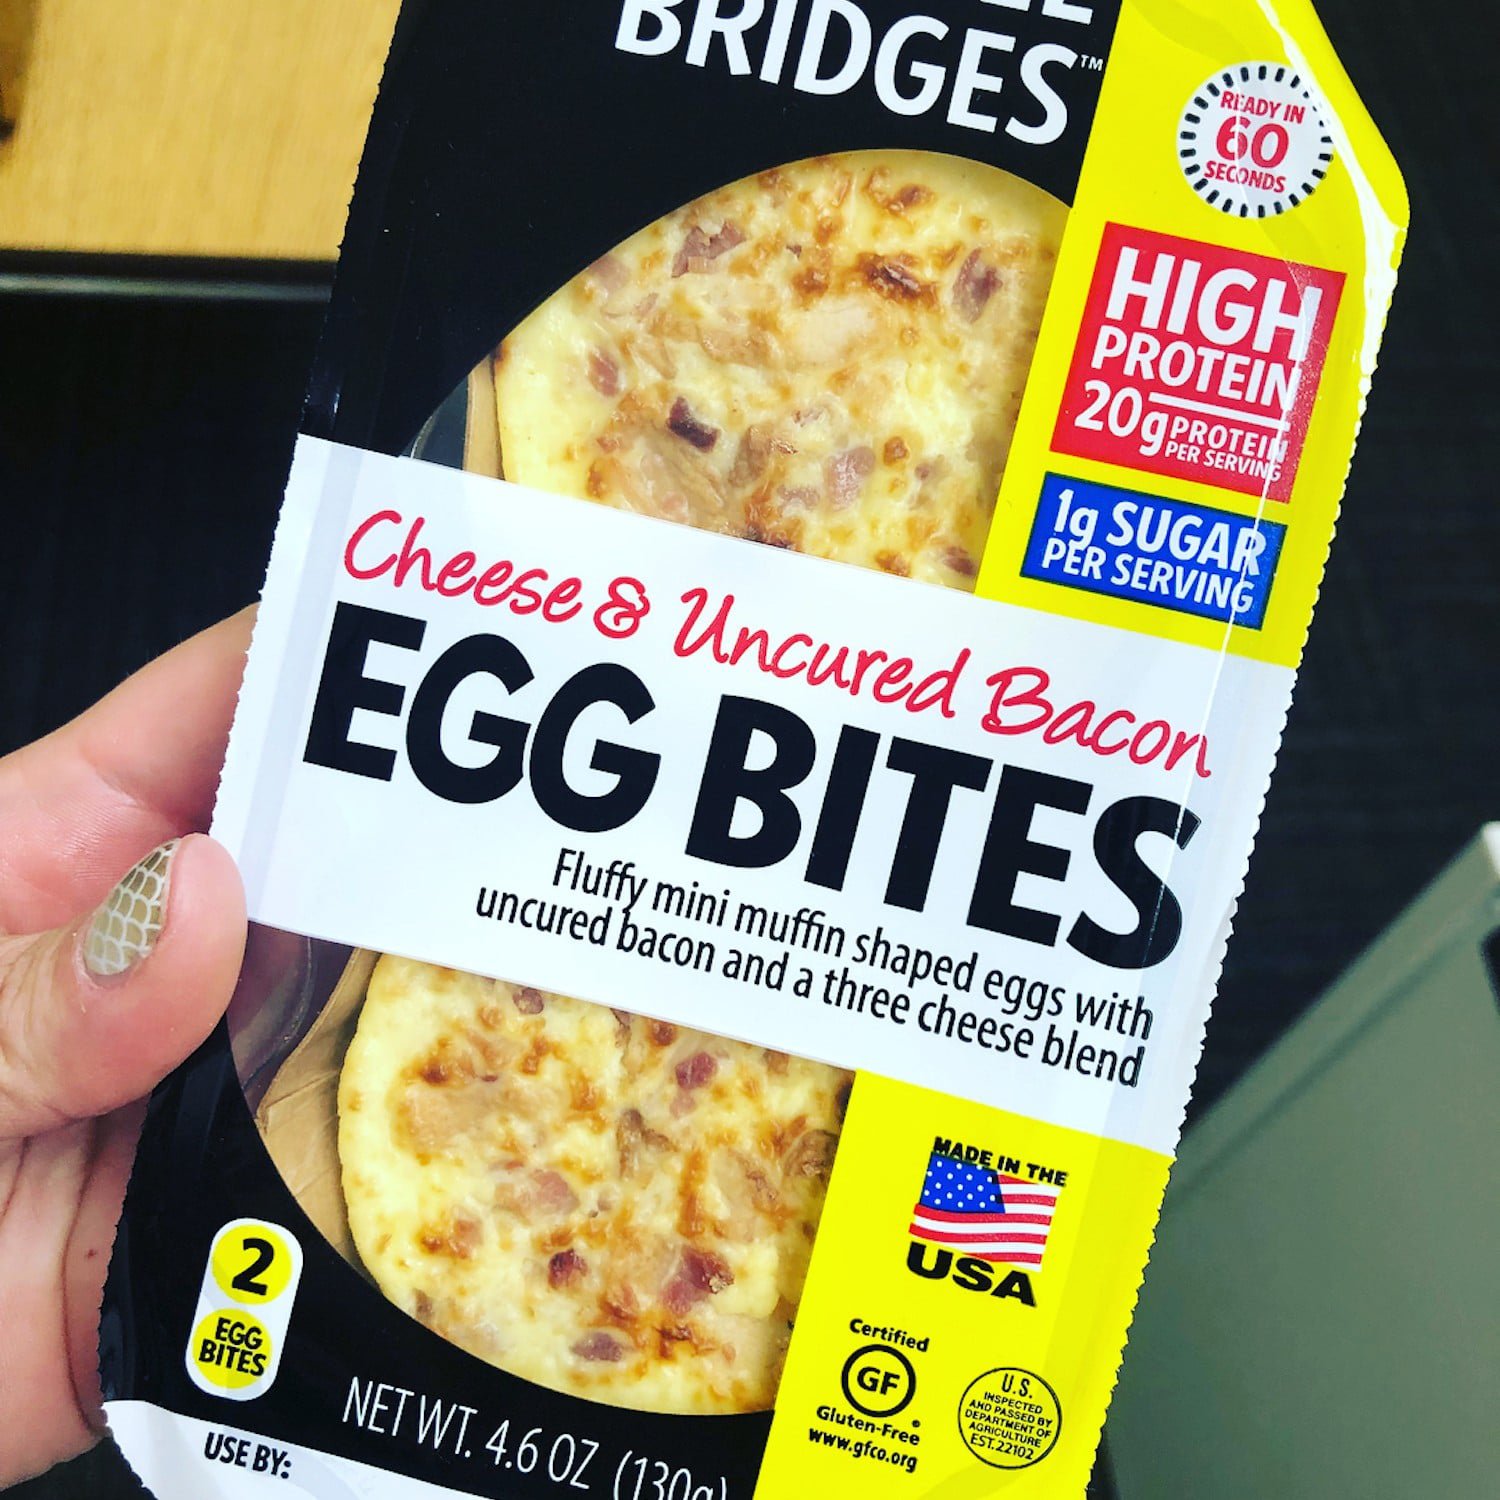 BRIDGES™
READY IN
60
SECONDS
HIGH
PROTEIN
20g PROTEIN
PER SERVING
1g SUGAR
PER SERVING
Cheese & Uncured Bacon
EGG BITES
Fluffy mini muffin shaped eggs with
uncured bacon and a three cheese blend
MADE IN THE
USA
2
EGG
BITES
Certified
GF
Gluten-Free®
www.gfco.org
U.S.
INSPECTED
AND PASSED BY
DEPARTMENT OF
AGRICULTURE
EST.22102
NET WT. 4.6 OZ (130g)
USE BY: